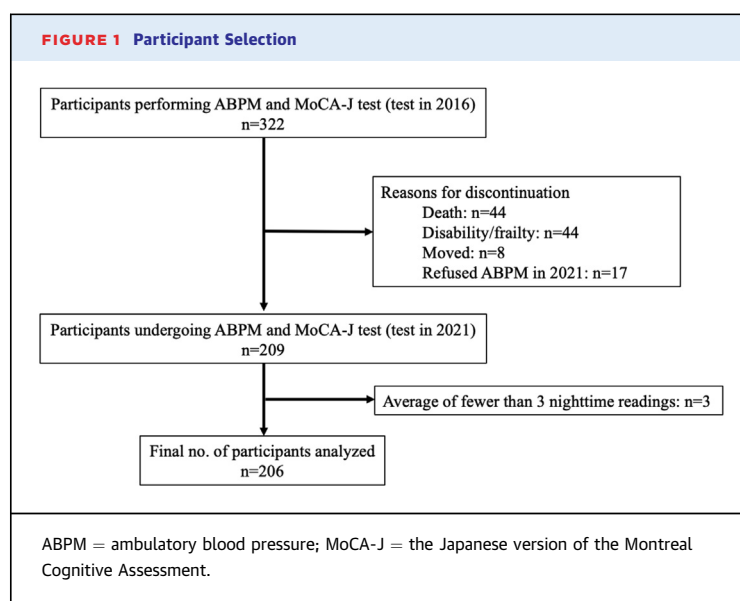 FIGURE 1 Participant Selection
Participants performing ABPM and MoCA-J test (test in 2016)
n=322
Reasons for discontinuation
Death: n=44
Disability/frailty: n=44
Moved: n=8
Refused ABPM in 2021: n=17
Participants undergoing ABPM and MoCA-J test (test in 2021)
n=209
Average of fewer than 3 nighttime readings: n=3
Final no. of participants analyzed
n=206
ABPM = ambulatory blood pressure; MoCA-J = the Japanese version of the Montreal
Cognitive Assessment.